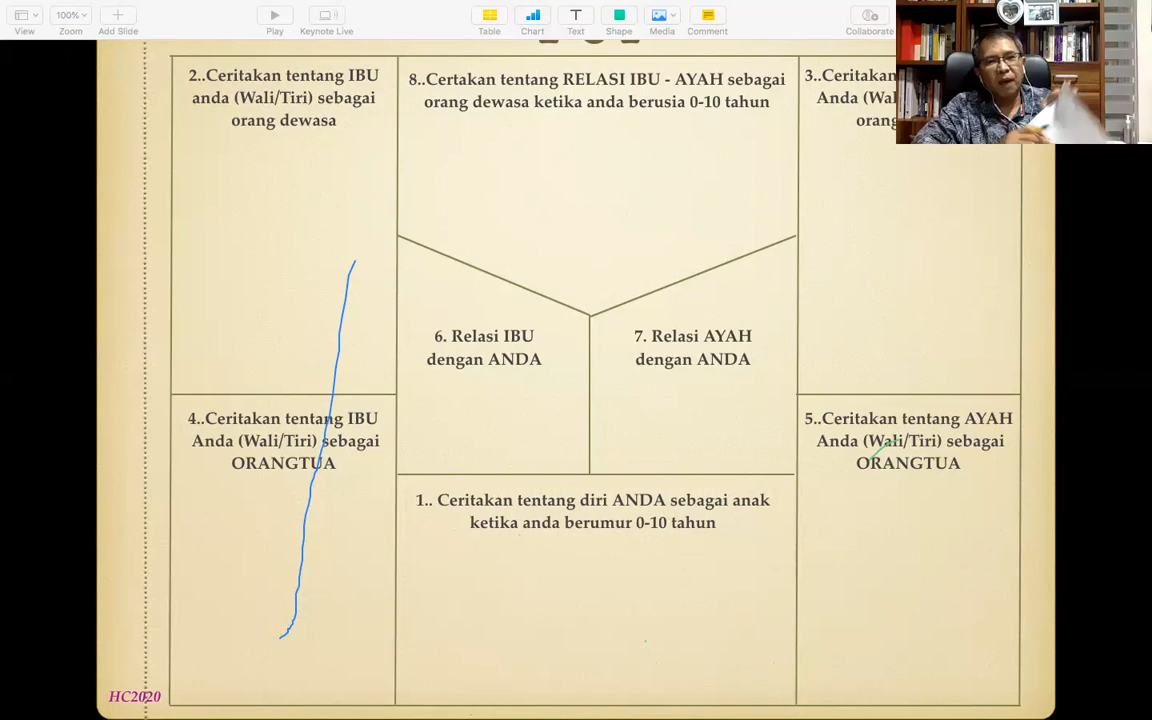 View
100%
Zoom
Add Slide
Play
Keynote Live
Table
Chart
Text
Shape
Media
Comment
Collaborate
2..Ceritakan tentang IBU
anda (Wali/Tiri) sebagai
orang dewasa
8..Certakan tentang RELASI IBU - AYAH sebagai
orang dewasa ketika anda berusia 0-10 tahun
3..Ceritakan
Anda
6. Relasi IBU
dengan ANDA
7. Relasi AYAH
dengan ANDA
4..Ceritakan tentang IBU
Anda (Wali/Tiri) sebagai
ORANGTUA
5..Ceritakan tentang AYAH
Anda (Wali/Tiri) sebagai
ORANGTUA
1.. Ceritakan tentang diri ANDA sebagai anak
ketika anda berumur 0-10 tahun
HC2020